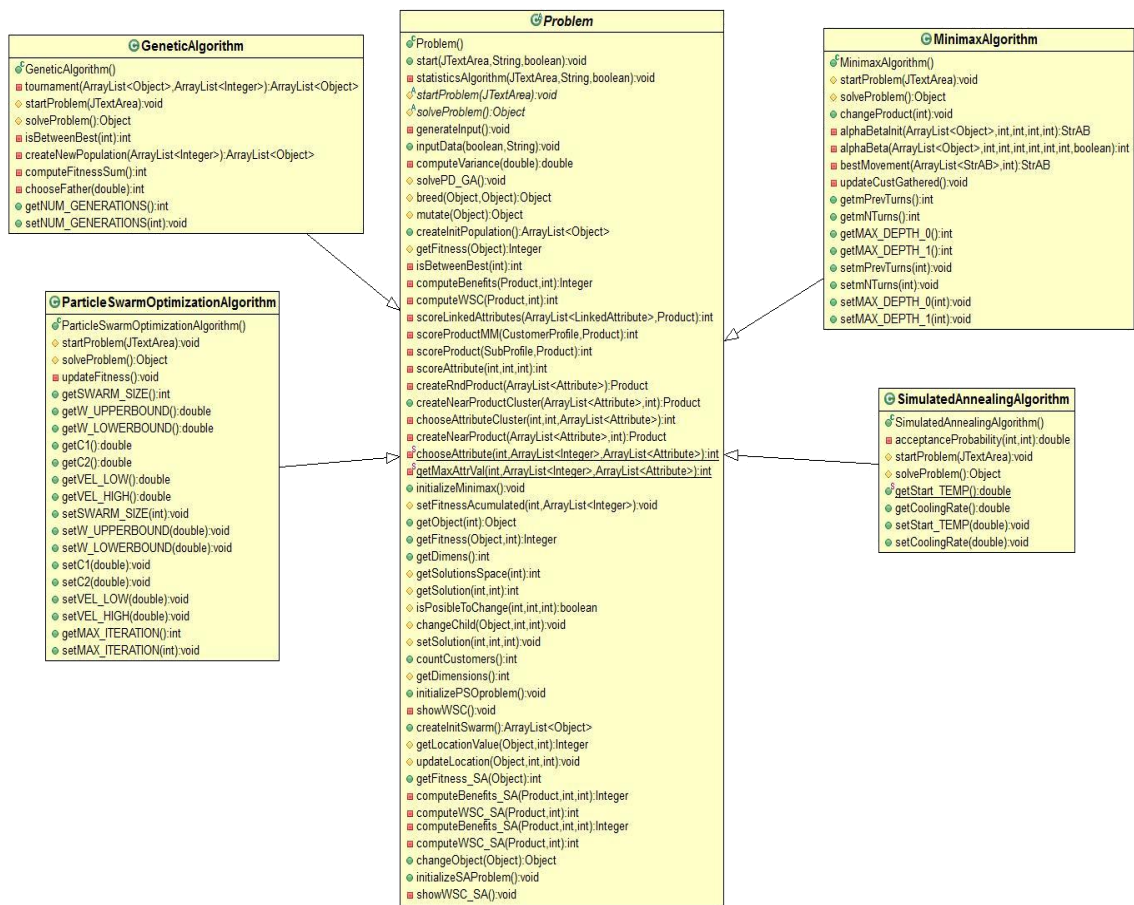 GeneticAlgorithm
GeneticAlgorithm()
tournament(ArrayList<Object>,ArrayList<Integer>):ArrayList<Object>
startProblem(JTextArea):void
solveProblem():Object
isBetweenBest(int):int
createNewPopulation(ArrayList<Integer>):ArrayList<Object>
computeFitnessSum():int
chooseFather(double):int
getNUM_GENERATIONS():int
setNUM_GENERATIONS(int):void
ParticleSwarmOptimizationAlgorithm
ParticleSwarmOptimizationAlgorithm()
startProblem(JTextArea):void
solveProblem():Object
updateFitness():void
getSWARM_SIZE():int
getW_UPPERBOUND():double
getW_LOWERBOUND():double
getC1():double
getC2():double
getVEL_LOW():double
getVEL_HIGH():double
setSWARM_SIZE(int):void
setW_UPPERBOUND(double):void
setW_LOWERBOUND(double):void
setC1(double):void
setC2(double):void
setVEL_LOW(double):void
setVEL_HIGH(double):void
getMAX_ITERATION():int
setMAX_ITERATION(int):void
Problem
Problem()
start(JTextArea,String,boolean):void
statisticsAlgorithm(JTextArea,String,boolean):void
startProblem(JTextArea):void
solveProblem():Object
generateInput():void
inputData(boolean,String):void
computeVariance(double):double
solvePD_GA():void
breed(Object,Object):Object
mutate(Object):Object
createInitPopulation():ArrayList<Object>
getFitness(Object):Integer
isBetweenBest(int):int
computeBenefits(Product,int):Integer
computeWSC(Product,int):int
scoreLinkedAttributes(ArrayList<LinkedAttribute>,Product):int
scoreProductMM(CustomerProfile,Product):int
scoreProduct(SubProfile,Product):int
scoreAttribute(int,int,int):int
createRndProduct(ArrayList<Attribute>):Product
createNearProductCluster(ArrayList<Attribute>,int):Product
chooseAttributeCluster(int,int,ArrayList<Attribute>):int
createNearProduct(ArrayList<Attribute>,int):Product
chooseAttribute(int,ArrayList<Integer>,ArrayList<Attribute>):int
getMaxAttrVal(int,ArrayList<Integer>,ArrayList<Attribute>):int
initializeMinimax():void
setFitnessAcumulated(int,ArrayList<Integer>):void
getObject(int):Object
getFitness(Object,int):Integer
getDimens():int
getSolutionsSpace(int):int
getSolution(int,int):int
isPosibleToChange(int,int,int):boolean
changeChild(Object,int,int):void
setSolution(int,int,int):void
countCustomers():int
getDimensions():int
initializePSOproblem():void
showWSC():void
createInitSwarm():ArrayList<Object>
getLocationValue(Object,int):Integer
updateLocation(Object,int,int):void
getFitness_SA(Object):int
computeBenefits_SA(Product,int,int):Integer
computeWSC_SA(Product,int):int
computeBenefits_SA(Product,int,int):Integer
computeWSC_SA(Product,int):int
changeObject(Object):Object
initializeSAProblem():void
showWSC_SA():void
MinimaxAlgorithm
MinimaxAlgorithm()
startProblem(JTextArea):void
solveProblem():Object
changeProduct(int):void
alphaBetaInit(ArrayList<Object>,int,int,int,int):StrAB
alphaBeta(ArrayList<Object>,int,int,int,int,int,int,boolean):int
bestMovement(ArrayList<StrAB>,int):StrAB
updateCustGathered():void
getmPrevTurns():int
getmNTurns():int
getMAX_DEPTH_0():int
getMAX_DEPTH_1():int
setmPrevTurns(int):void
setmNTurns(int):void
setMAX_DEPTH_0(int):void
setMAX_DEPTH_1(int):void
SimulatedAnnealingAlgorithm
SimulatedAnnealingAlgorithm()
acceptanceProbability(int,int):double
startProblem(JTextArea):void
solveProblem():Object
getStart_TEMP():double
getCoolingRate():double
setStart_TEMP(double):void
setCoolingRate(double):void